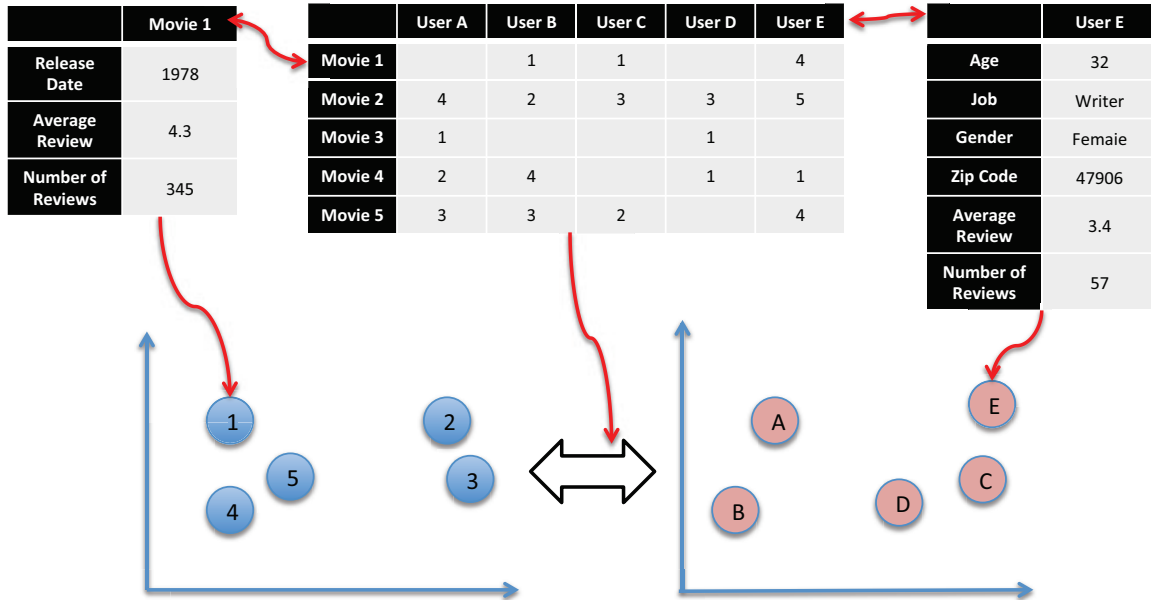 Movie 1
Release
Date
1978
Average
Review
4.3
Number of
Reviews
345
User A User B User C User D User E
Movie 1 1 1 4
Movie 2 4 2 3 3 5
Movie 3 1 1
Movie 4 2 4 1 1
Movie 5 3 3 2 4
User E
Age 32
Job Writer
Gender Femaie
Zip Code 47906
Average
Review
3.4
Number of
Reviews
57
1
2
5
3
4
A
E
C
B
D